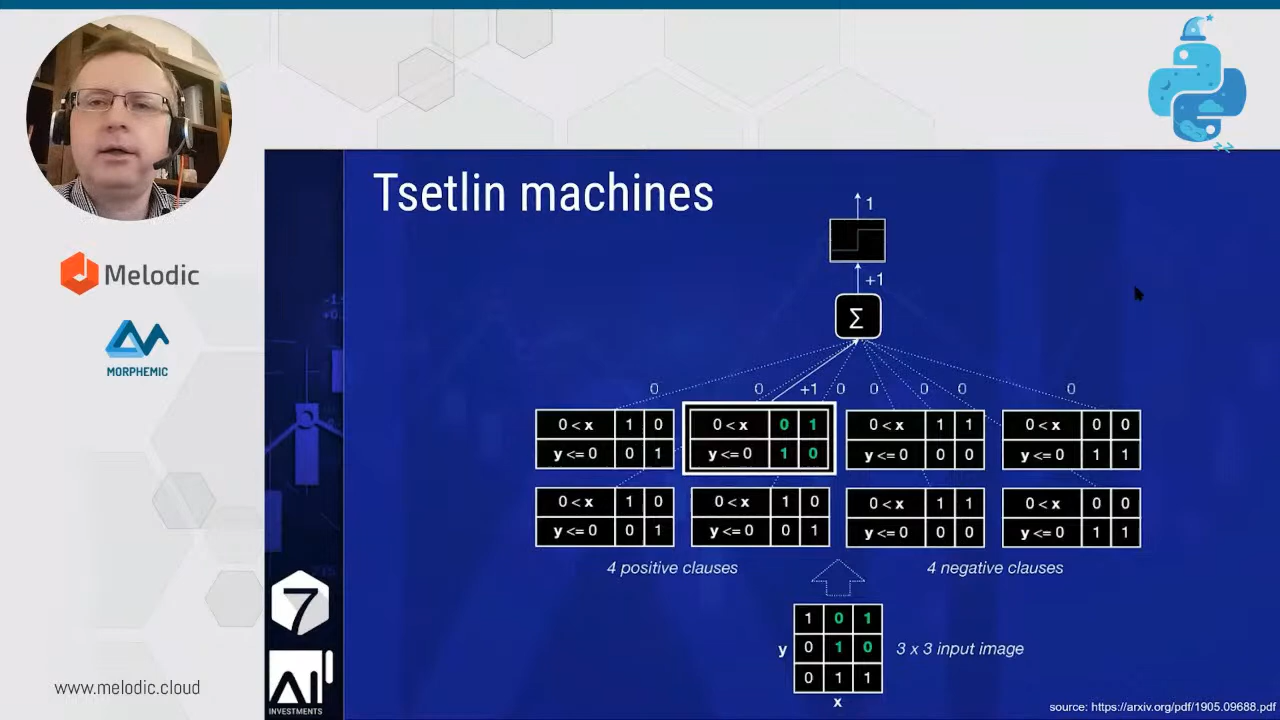 Tsetlin machines
1
+1
Σ
0 0 +1 0 0 0 0 0
0 < x 1 0 0 < x 0 1 0 < x 1 1 0 < x 0 0
y <= 0 0 1 y <= 0 1 0 y <= 0 0 0 y <= 0 1 1
0 < x 1 0 0 < x 1 0 0 < x 1 1 0 < x 0 0
y <= 0 0 1 y <= 0 0 1 y <= 0 0 0 y <= 0 1 1
4 positive clauses 4 negative clauses
1 0 1
y 0 1 0 3 x 3 input image
0 1 1
x
source: https://arxiv.org/pdf/1905.09688.pdf
Melodic
MORPHEMIC
www.melodic.cloud
7
AI
INVESTMENTS
zz